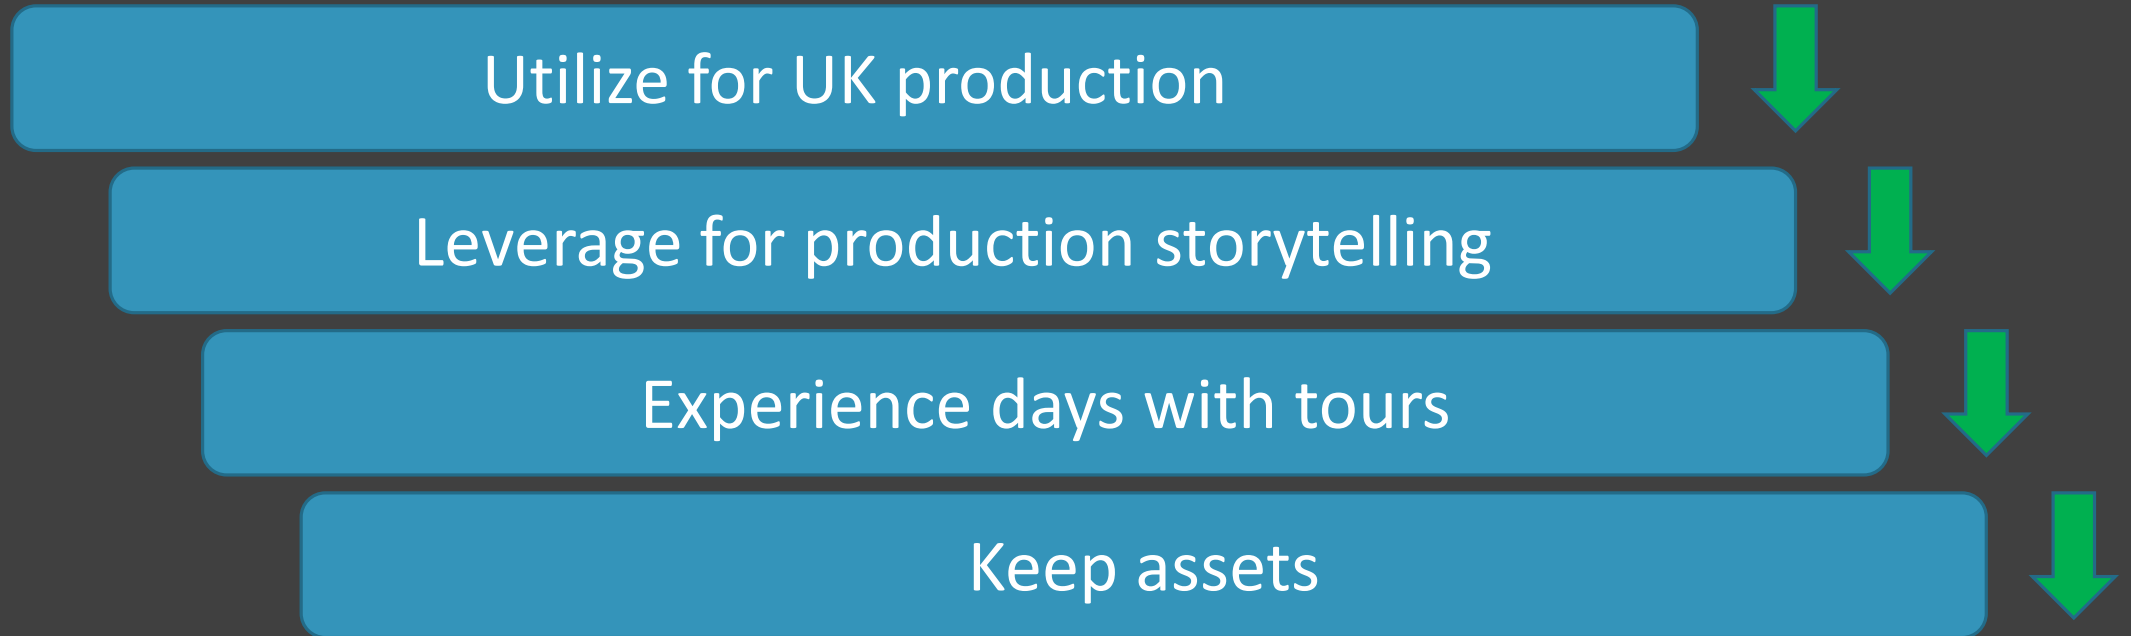 Utilize for UK production
Leverage for production storytelling
Experience days with tours
Keep assets